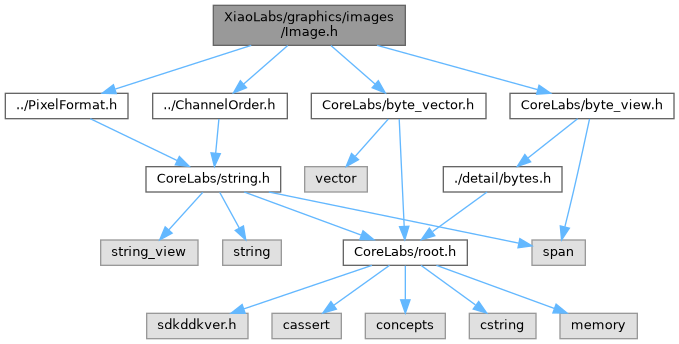 XiaoLabs/graphics/images
/Image.h
../PixelFormat.h
../ChannelOrder.h
CoreLabs/byte_vector.h
CoreLabs/byte_view.h
CoreLabs/string.h
vector
./detail/bytes.h
string_view
string
CoreLabs/root.h
span
sdkddkver.h
cassert
concepts
cstring
memory